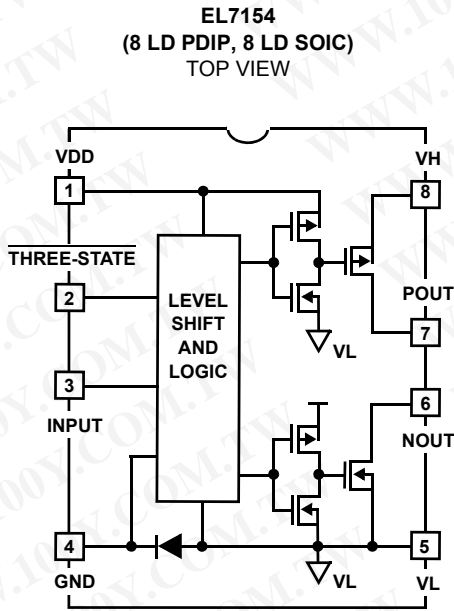 EL7154
(8 LD PDIP, 8 LD SOIC)
TOP VIEW
VDD
VH
1
8
THREE-STATE
POUT
2
LEVEL
SHIFT
AND
LOGIC
VL
7
3
INPUT
6
NOUT
4
5
GND
VL
VL